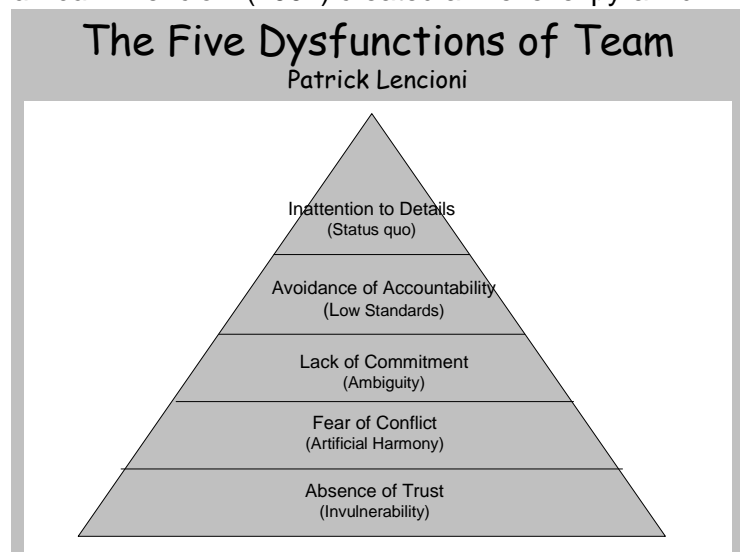 The Five Dysfunctions of Team
Patrick Lencioni
Inattention to Details
(Status quo)
Avoidance of Accountability
(Low Standards)
Lack of Commitment
(Ambiguity)
Fear of Conflict
(Artificial Harmony)
Absence of Trust
(Invulnerability)